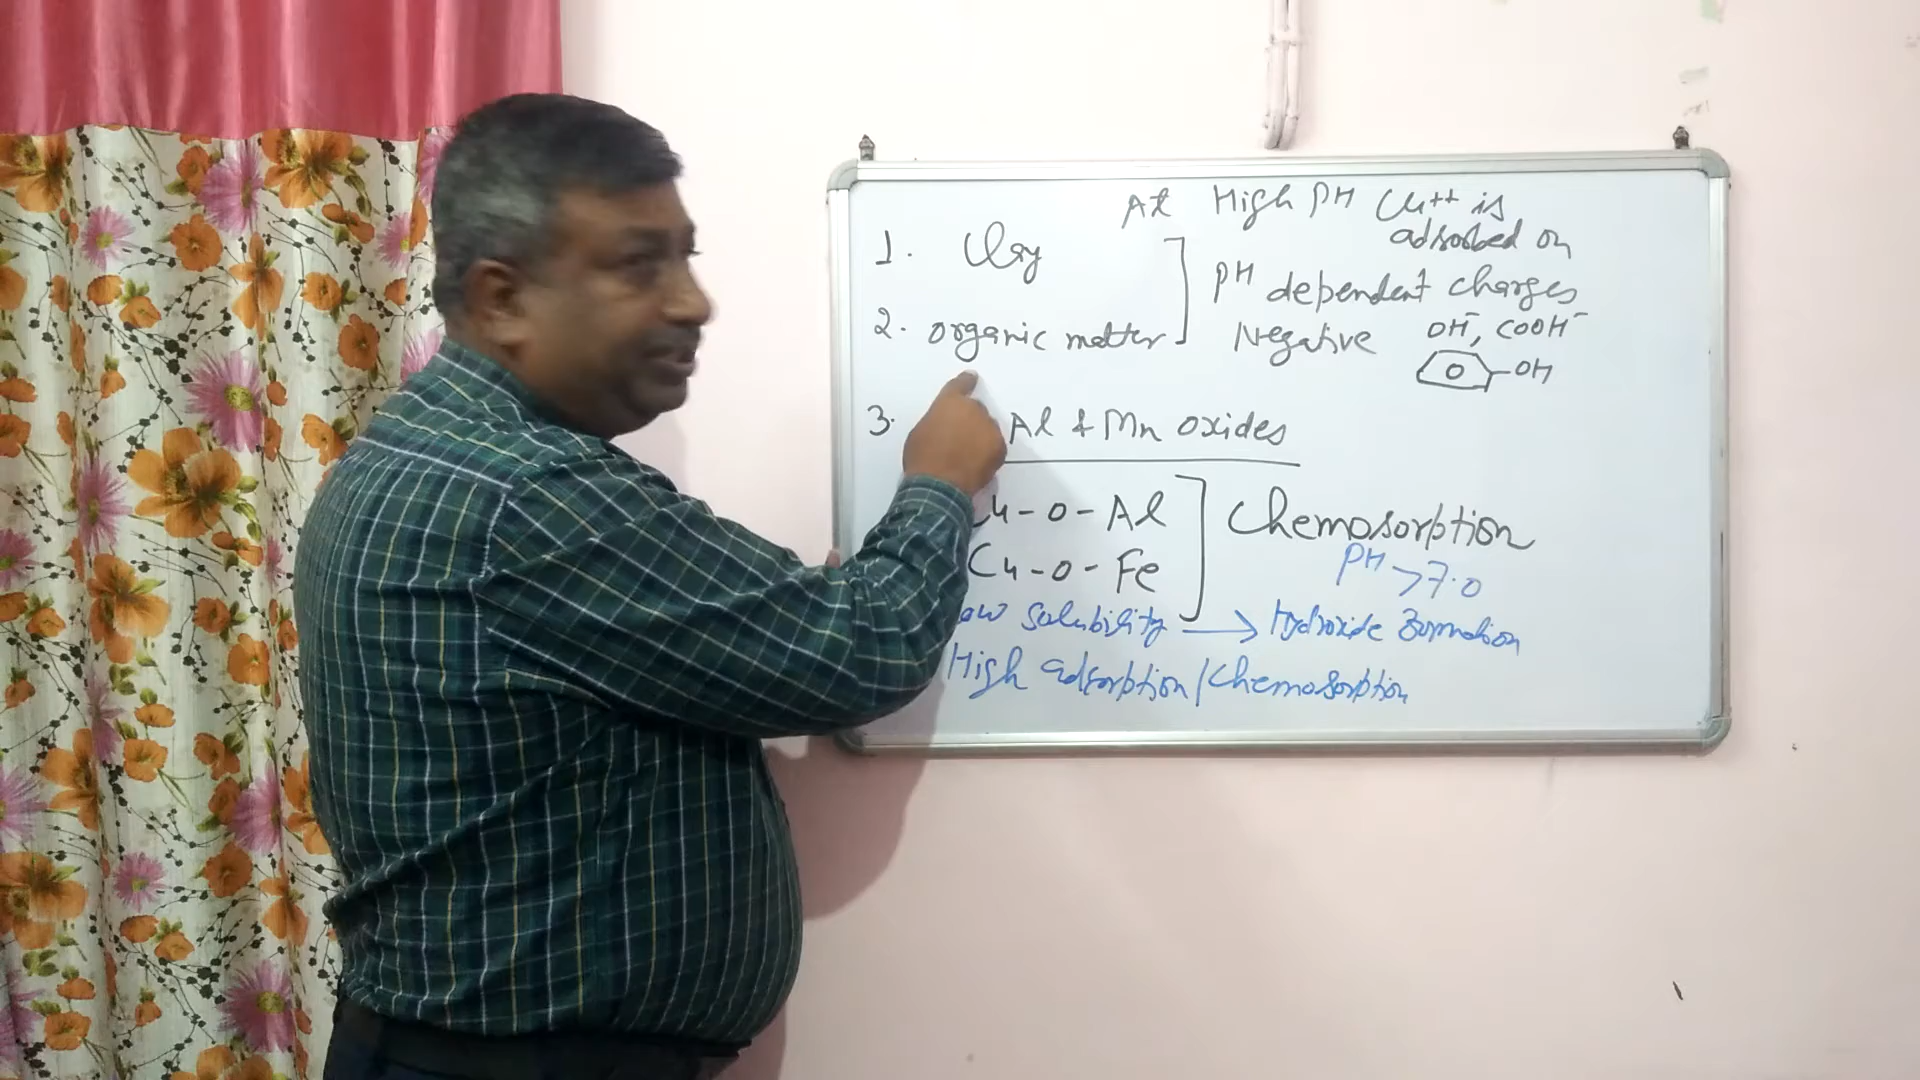 At High PH Cu++ is
adsorbed on
1. Clay
PH dependent charges
2. organic matter
Negative OH-, COOH-
O -OH
3. Al & Mn oxides
Cu-O-Al
Chemosorption
Cu-O-Fe
PH >7.0
solubility → Hydroxide Formation
High adsorption/Chemosorption